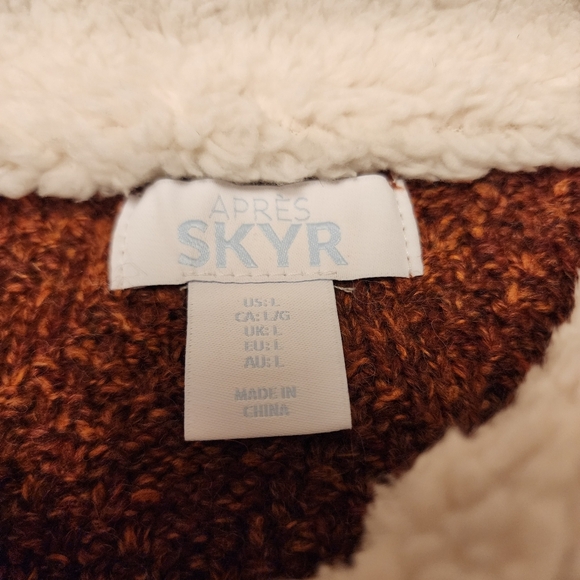 APRÈS
SKYR
US: L
CA: L/G
UK: L
EU: L
AU: L
MADE IN
CHINA